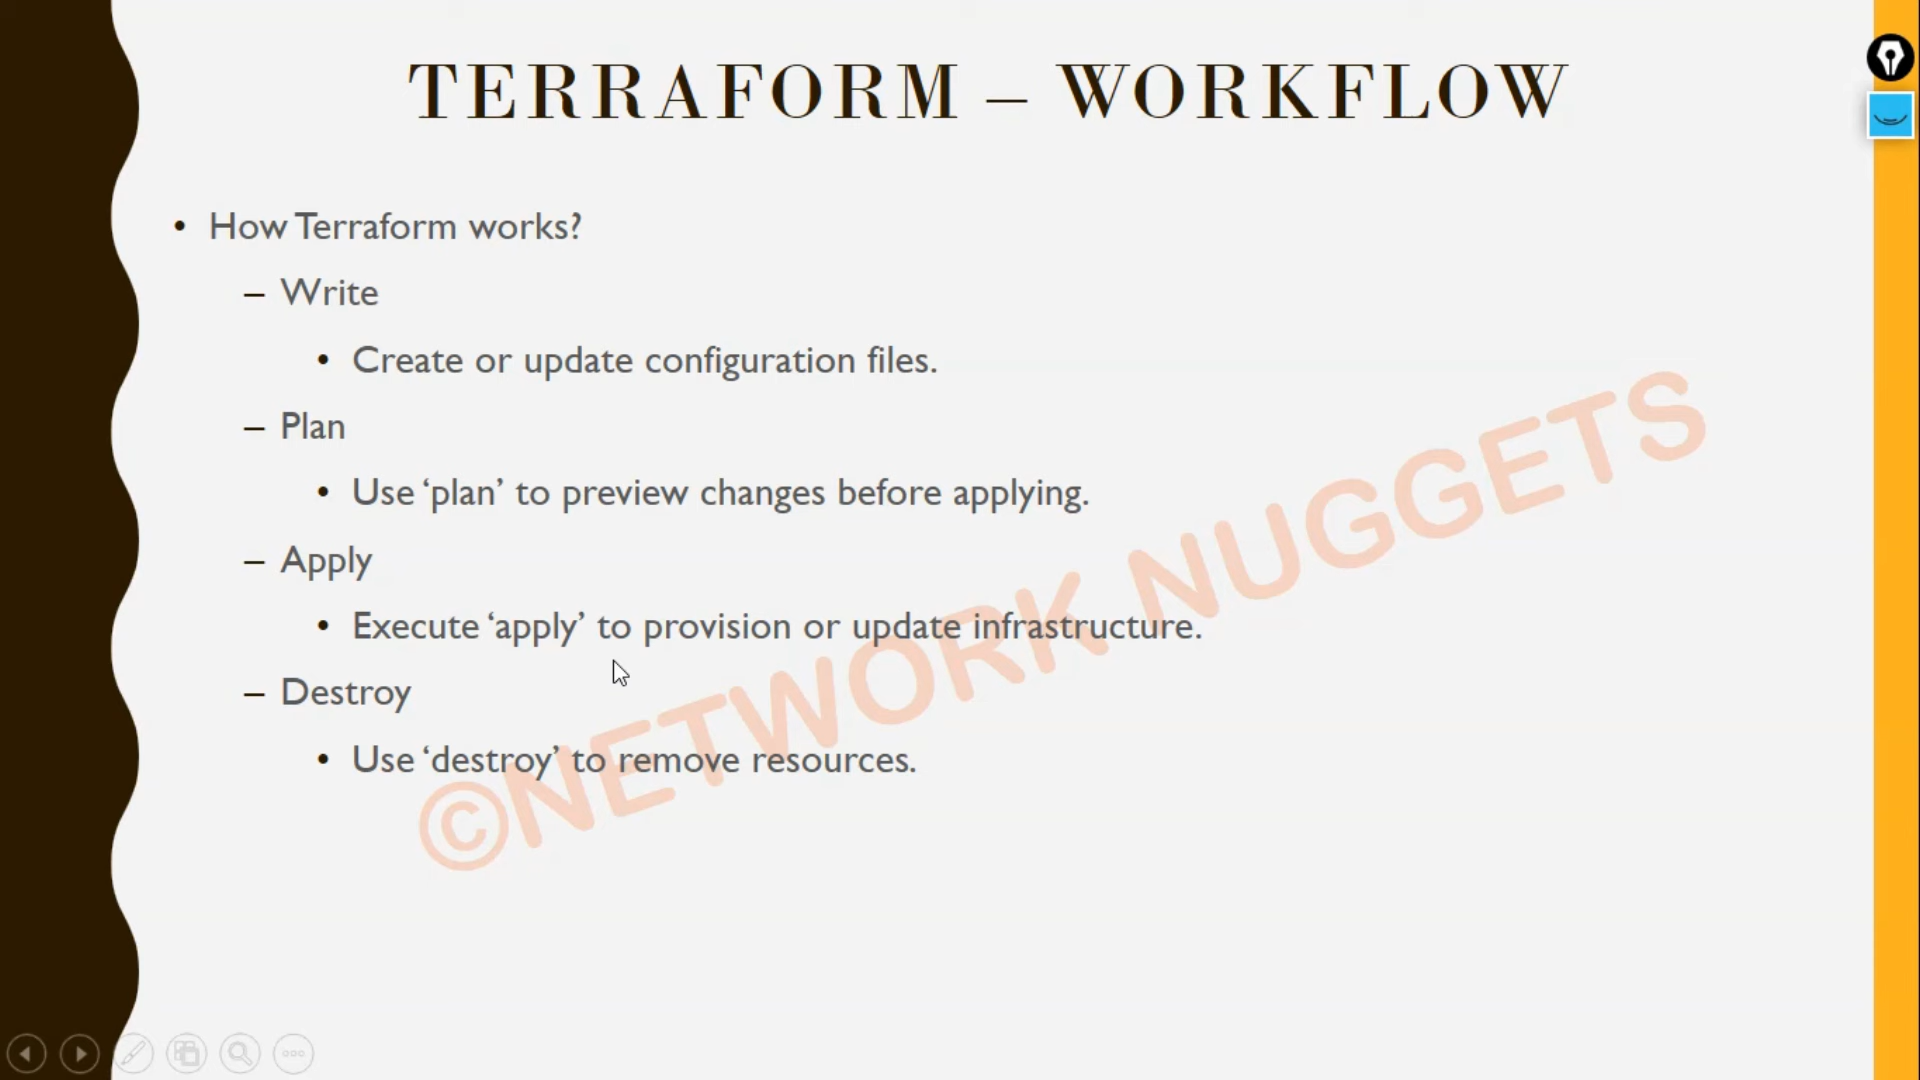 TERRAFORM – WORKFLOW
• How Terraform works?
– Write
• Create or update configuration files.
– Plan
• Use ‘plan’ to preview changes before applying.
– Apply
• Execute ‘apply’ to provision or update infrastructure.
– Destroy
• Use ‘destroy’ to remove resources.
©NETWORK NUGGETS